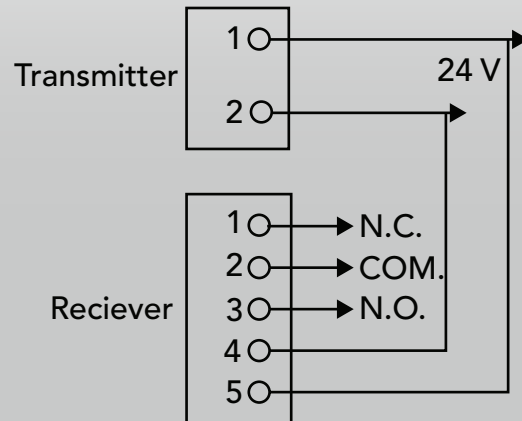 1
24 V
Transmitter
2
1 N.C.
2 COM.
Reciever 3 N.O.
4
5